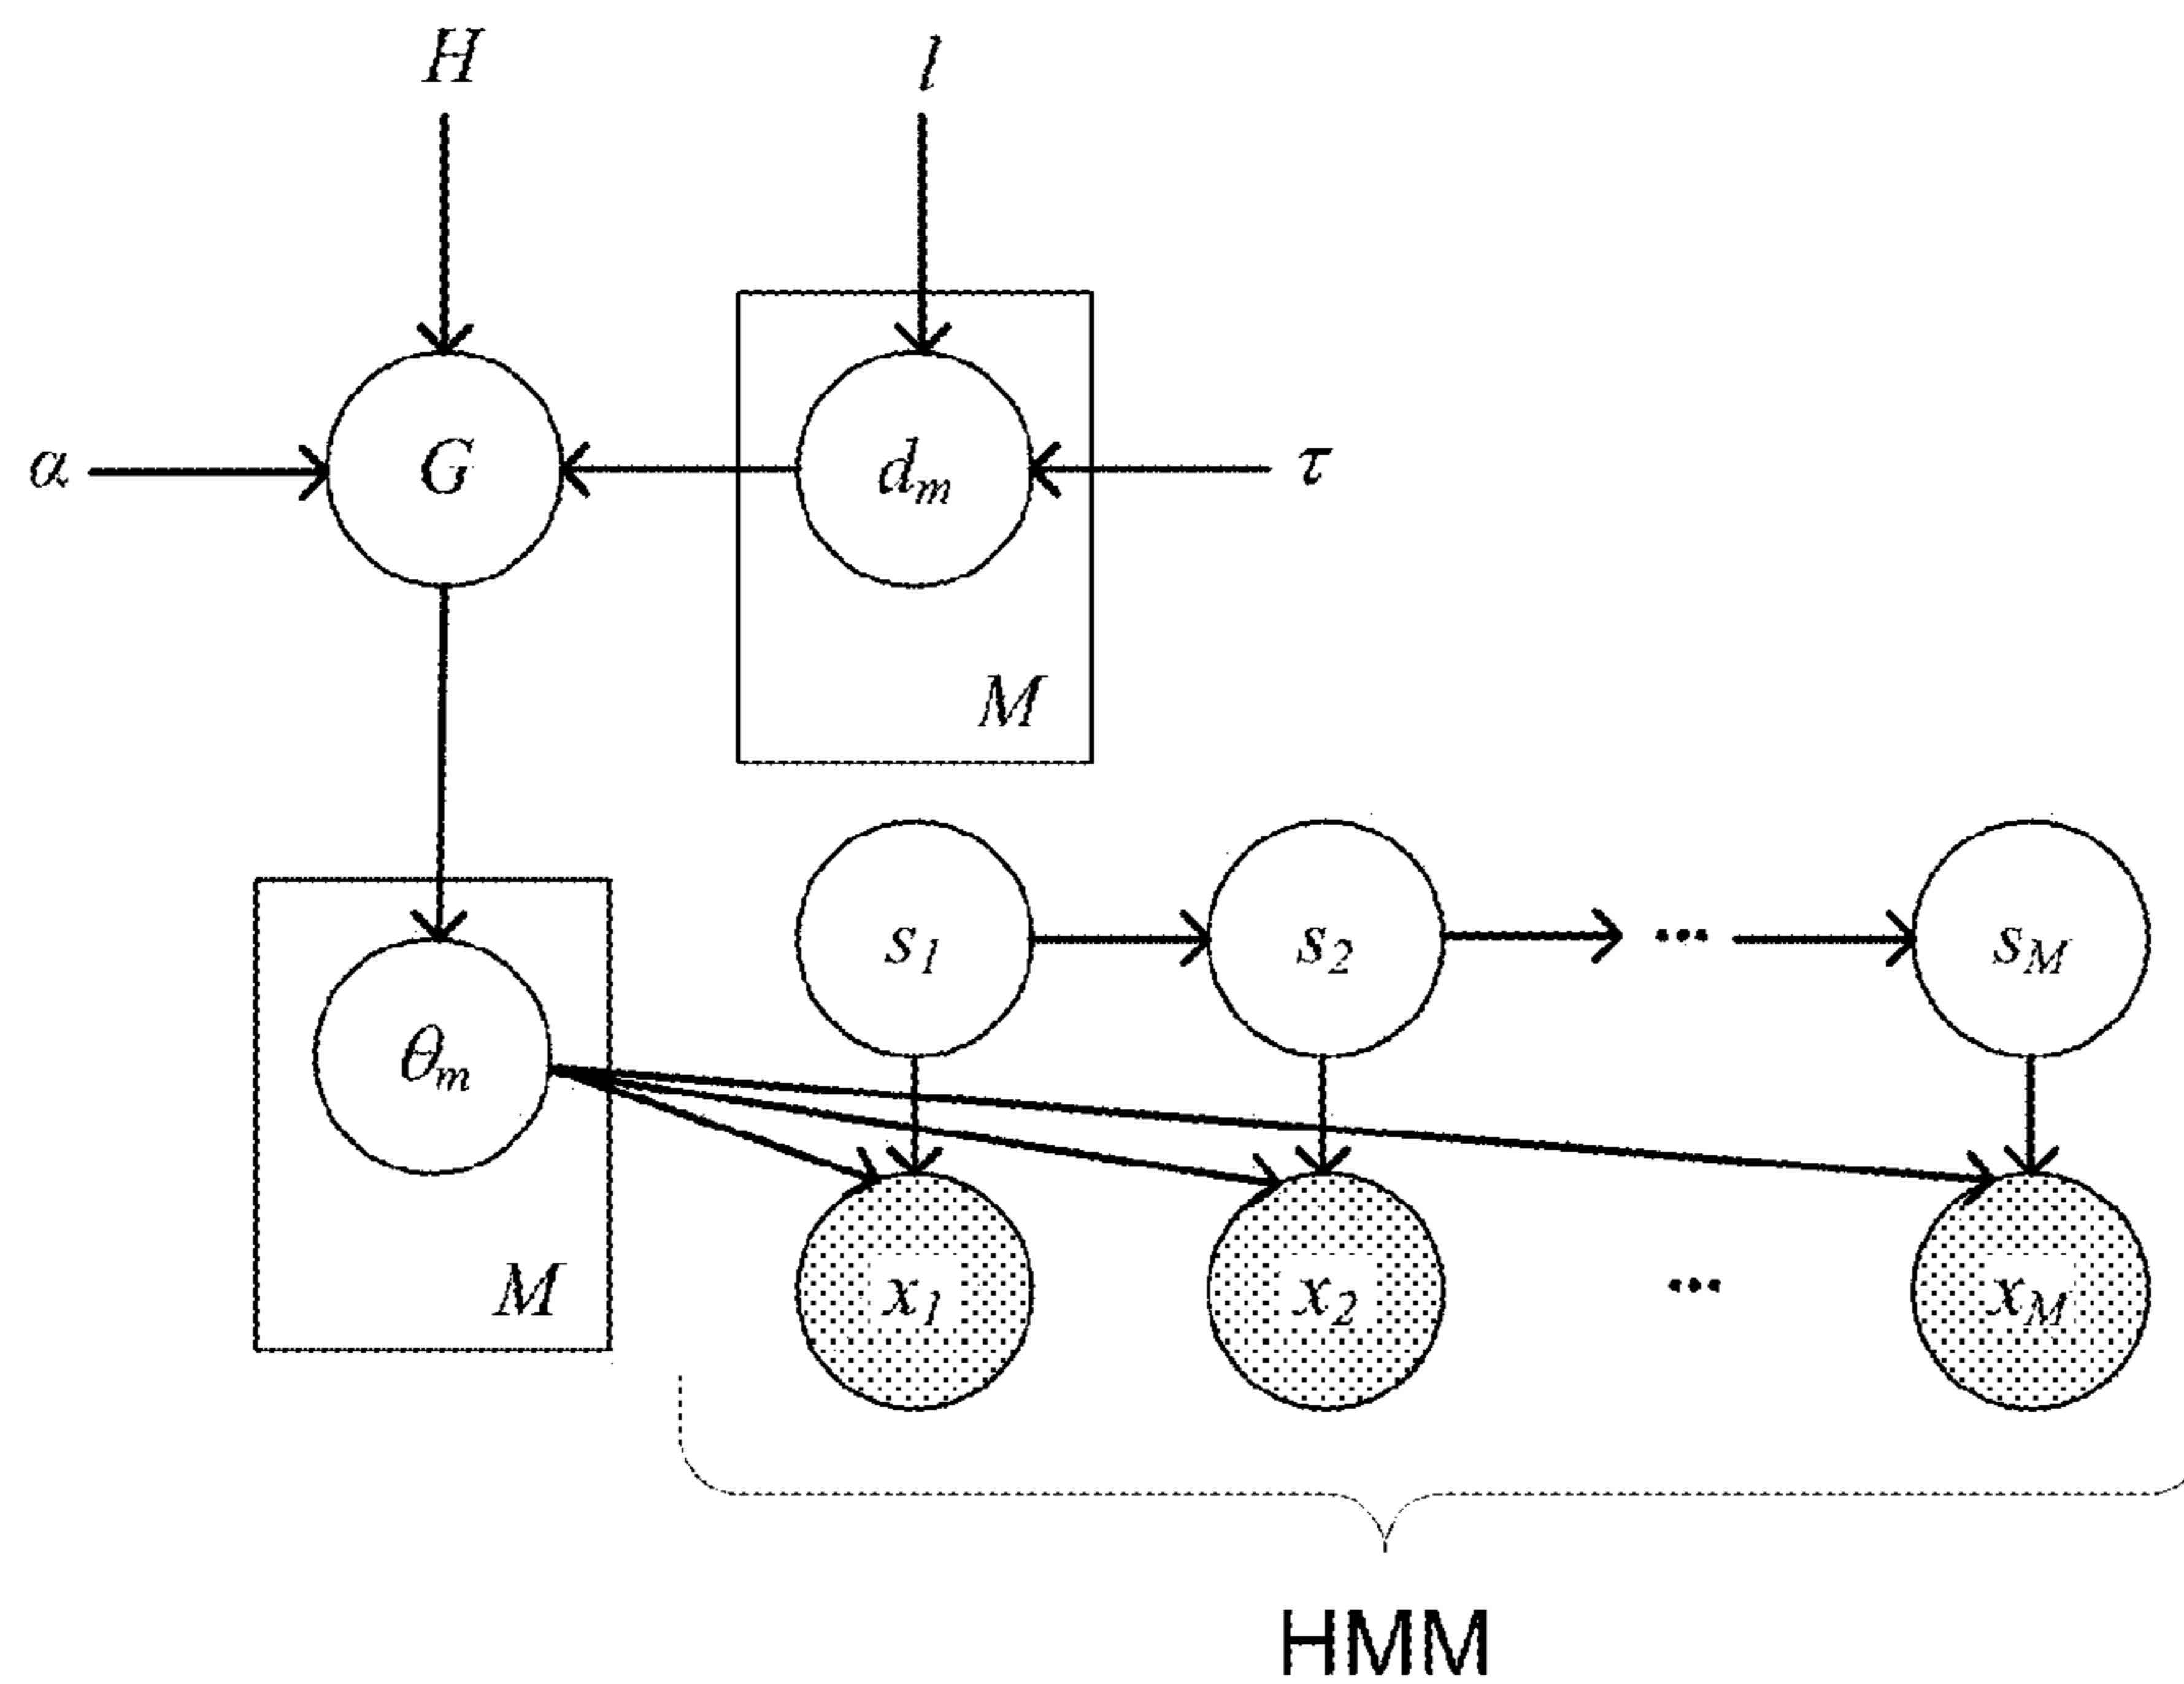 H l
α G d_m τ
M
s_1 s_2 ... s_M
θ_m
M x_1 x_2 ... x_M
HMM